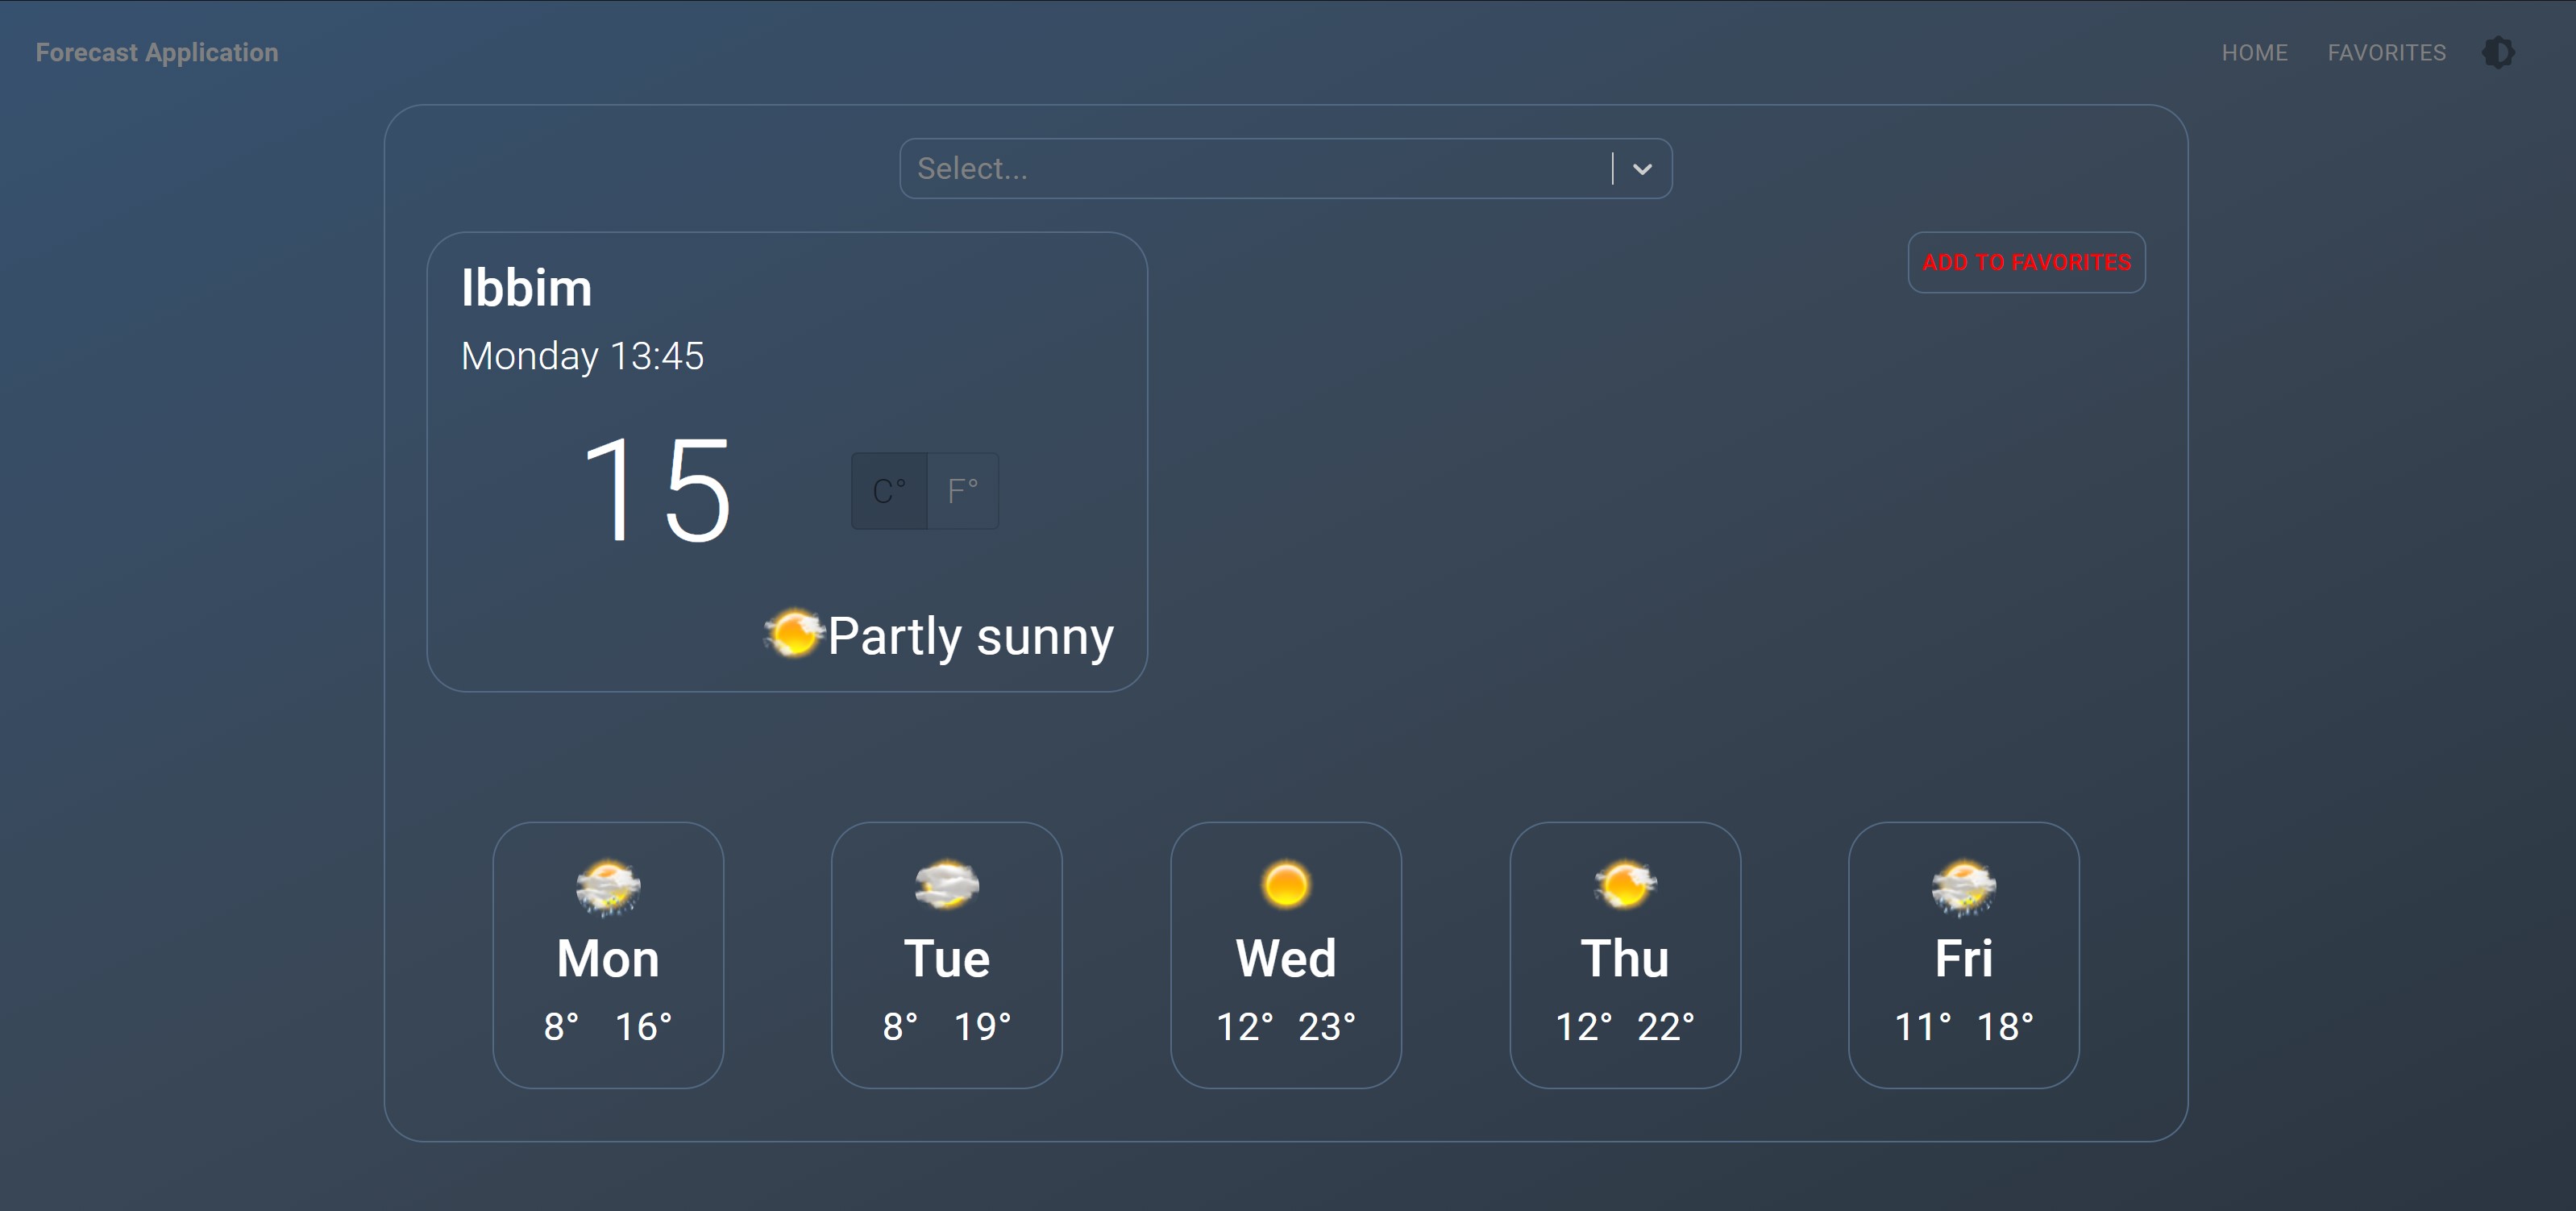 Forecast Application
HOME FAVORITES
Select...
Ibbim
ADD TO FAVORITES
Monday 13:45
15
C° F°
Partly sunny
Mon Tue Wed Thu Fri
8° 16° 8° 19° 12° 23° 12° 22° 11° 18°